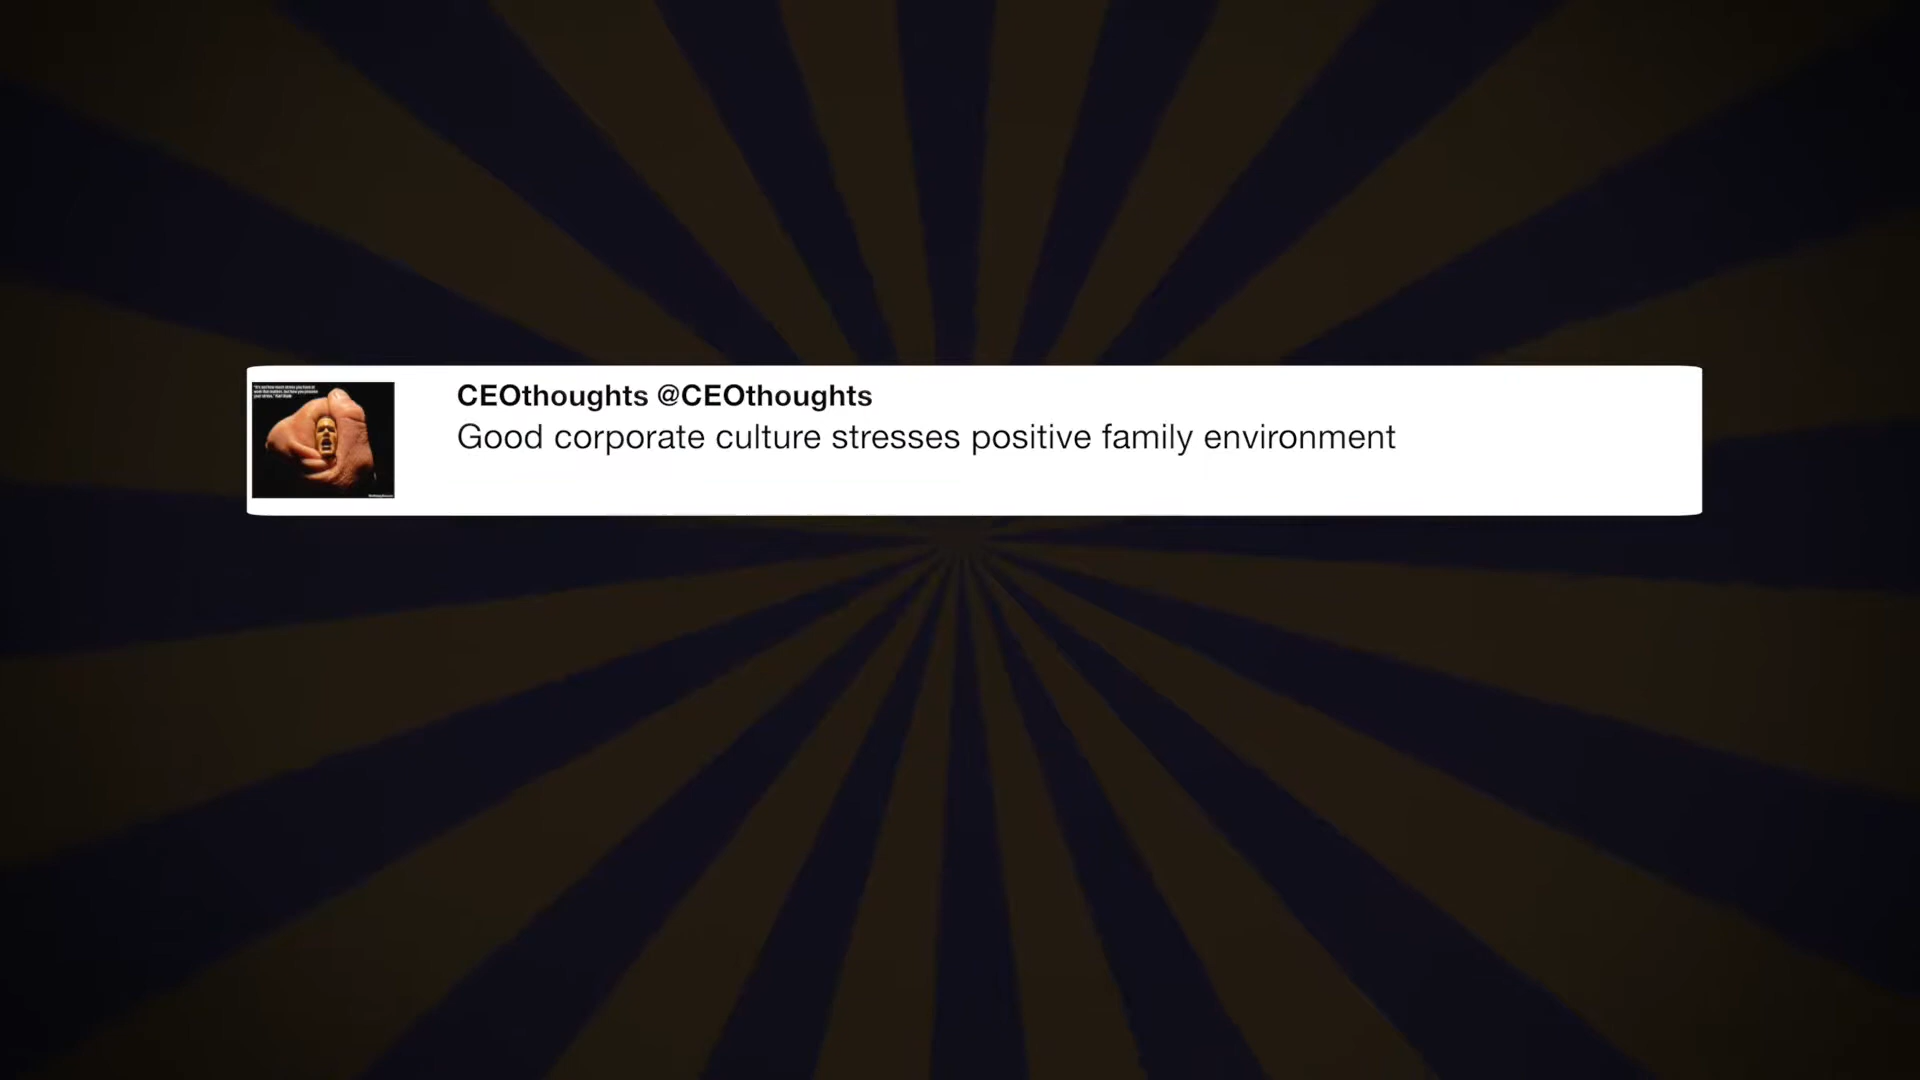 CEOthoughts @CEOthoughts
Good corporate culture stresses positive family environment